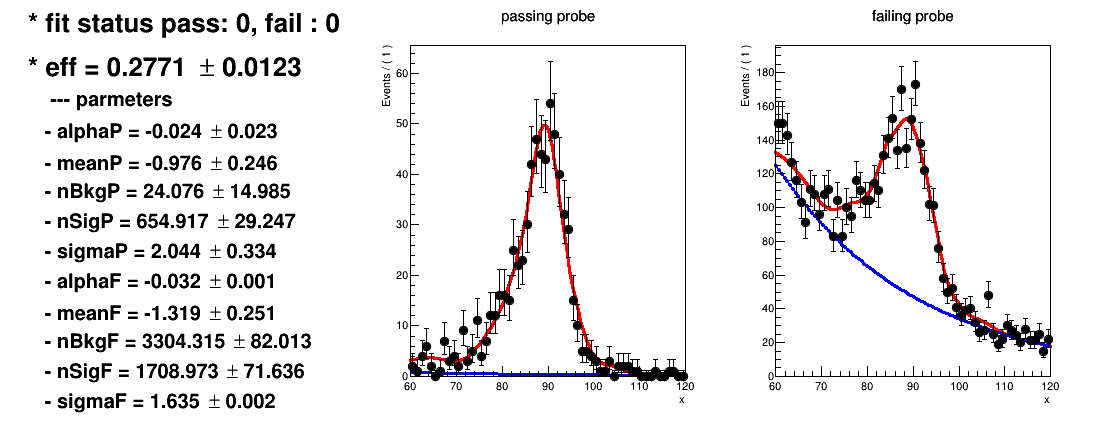 * fit status pass: 0, fail : 0
* eff = 0.2771 ± 0.0123
--- parmeters
- alphaP = -0.024 ± 0.023
- meanP = -0.976 ± 0.246
- nBkgP = 24.076 ± 14.985
- nSigP = 654.917 ± 29.247
- sigmaP = 2.044 ± 0.334
- alphaF = -0.032 ± 0.001
- meanF = -1.319 ± 0.251
- nBkgF = 3304.315 ± 82.013
- nSigF = 1708.973 ± 71.636
- sigmaF = 1.635 ± 0.002
passing probe
Events / ( 1 )
60
50
40
30
20
10
0
60 70 80 90 100 110 120
x
failing probe
Events / ( 1 )
180
160
140
120
100
80
60
40
20
0
60 70 80 90 100 110 120
x